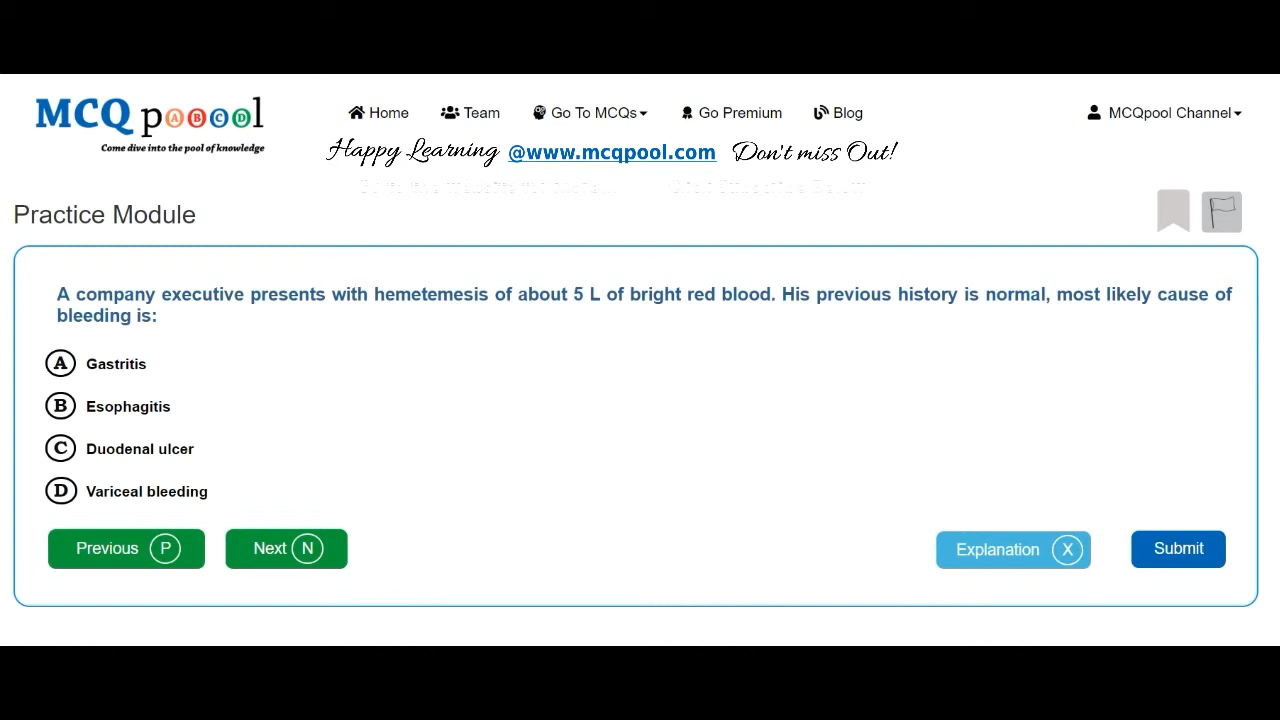 MCQ pABCDl
Come dive into the pool of knowledge
Home Team Go To MCQs Go Premium Blog MCQpool Channel
Happy Learning @www.mcqpool.com Don't miss Out!
Practice Module
A company executive presents with hemetemesis of about 5 L of bright red blood. His previous history is normal, most likely cause of
bleeding is:
A Gastritis
B Esophagitis
C Duodenal ulcer
D Variceal bleeding
Previous P Next N Explanation X Submit